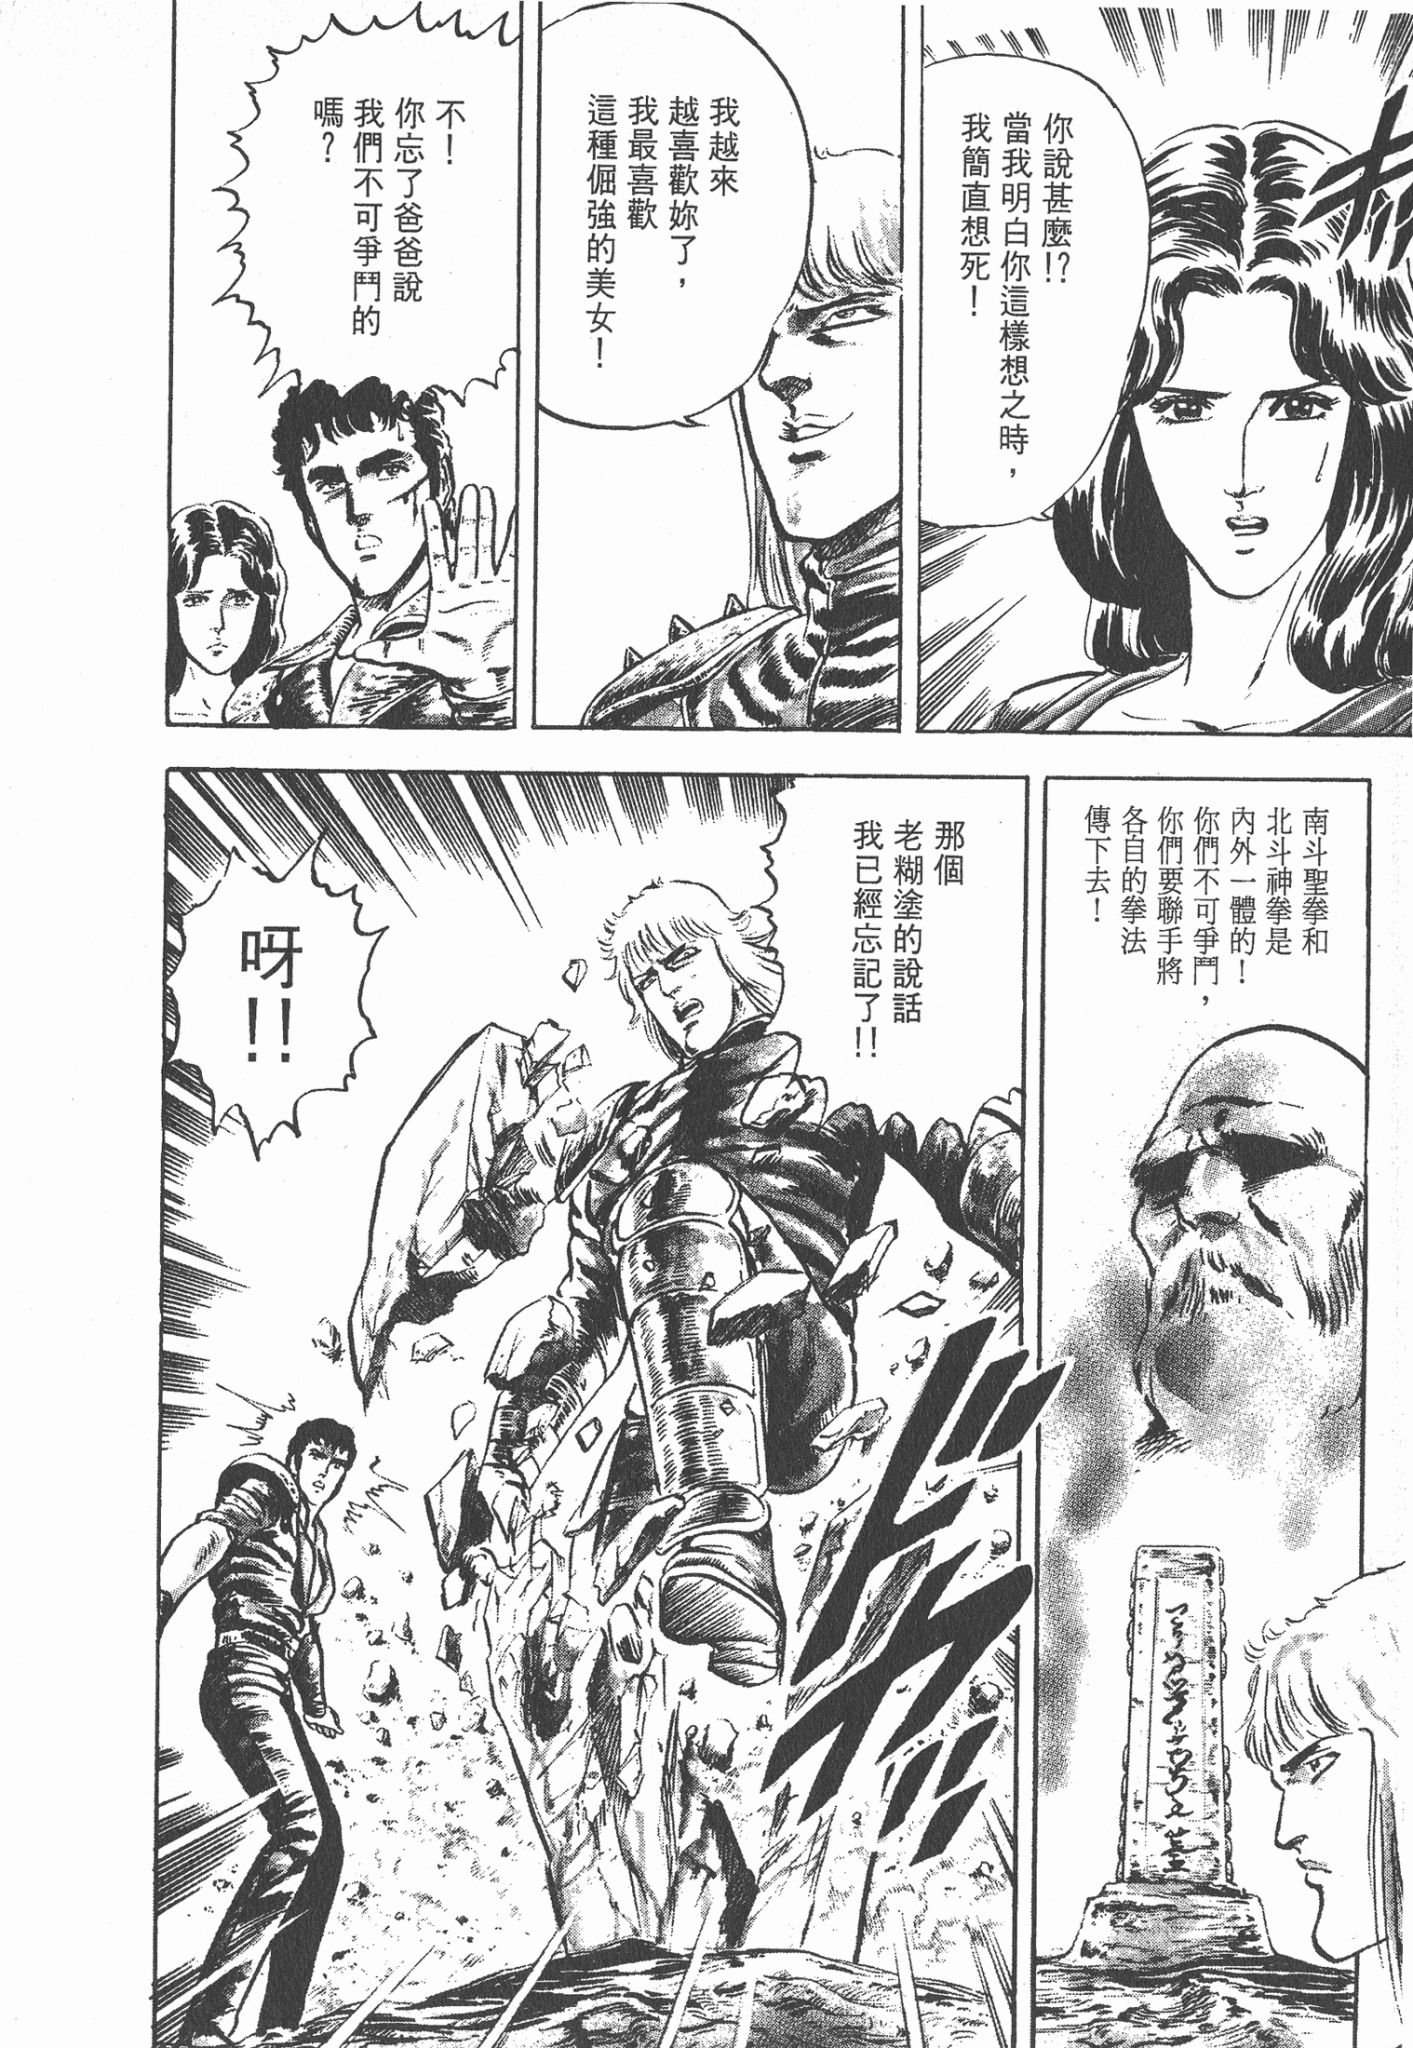 你說甚麼!?
當我明白你這樣想之時，
我簡直想死！
我越來
越喜歡妳了，
我最喜歡
這種倔強的美女！
不！
你忘了爸爸說
我們不可爭鬥的
嗎？
南斗聖拳和
北斗神拳是
內外一體的！
你們不可爭鬥，
你們要聯手將
各自的拳法
傳下去！
那個
老糊塗的說話
我已經忘記了!!
ドガガ
呀!!